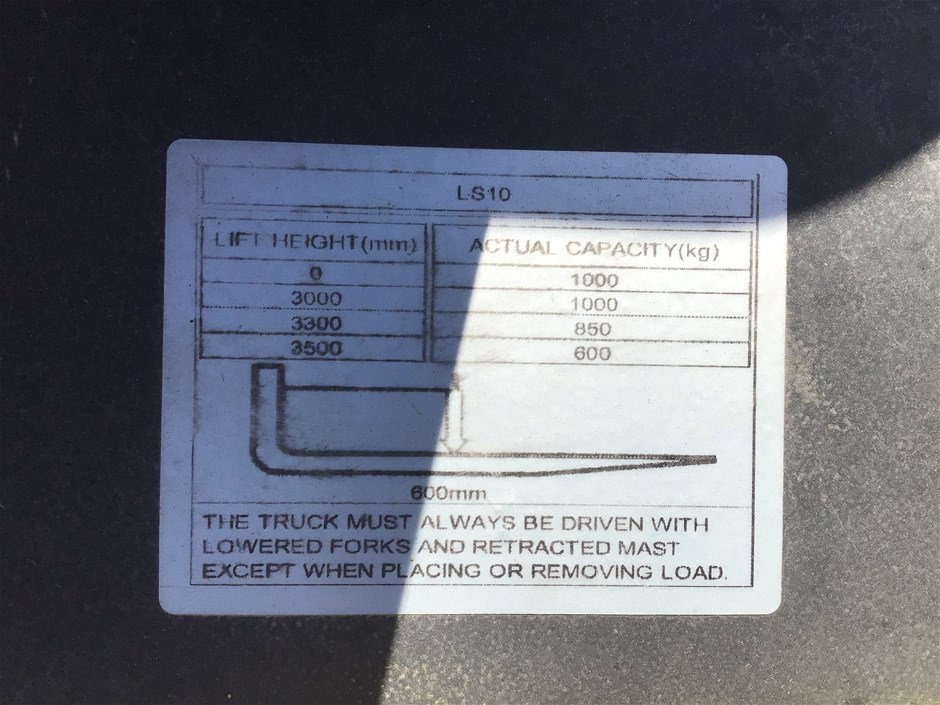 LS10
LIFT HEIGHT(mm) ACTUAL CAPACITY(kg)
0 1000
3000 1000
3300 850
3500 600
600mm
THE TRUCK MUST ALWAYS BE DRIVEN WITH
LOWERED FORKS AND RETRACTED MAST
EXCEPT WHEN PLACING OR REMOVING LOAD.